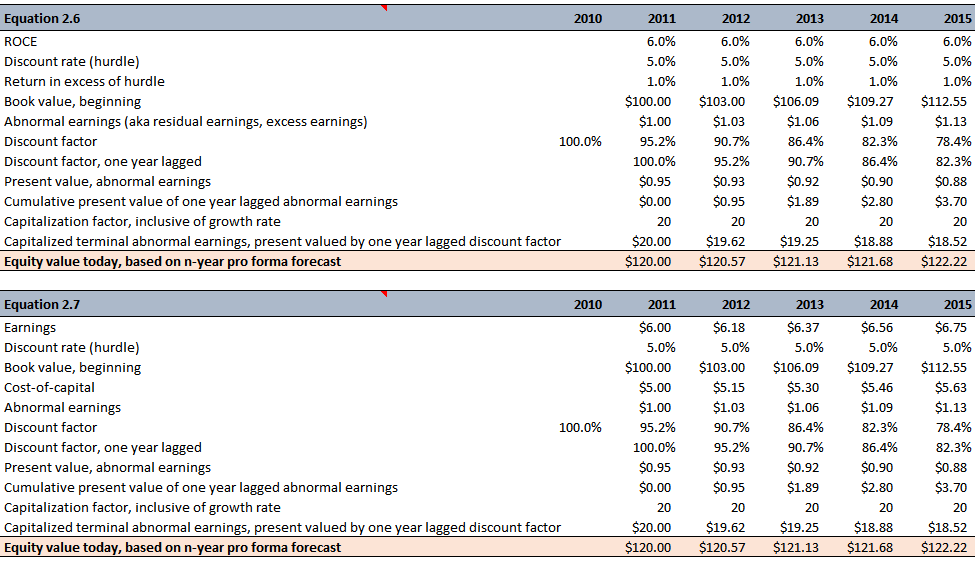 Equation 2.6 2010 2011 2012 2013 2014 2015
ROCE 6.0% 6.0% 6.0% 6.0% 6.0%
Discount rate (hurdle) 5.0% 5.0% 5.0% 5.0% 5.0%
Return in excess of hurdle 1.0% 1.0% 1.0% 1.0% 1.0%
Book value, beginning $100.00 $103.00 $106.09 $109.27 $112.55
Abnormal earnings (aka residual earnings, excess earnings) $1.00 $1.03 $1.06 $1.09 $1.13
Discount factor 100.0% 95.2% 90.7% 86.4% 82.3% 78.4%
Discount factor, one year lagged 100.0% 95.2% 90.7% 86.4% 82.3%
Present value, abnormal earnings $0.95 $0.93 $0.92 $0.90 $0.88
Cumulative present value of one year lagged abnormal earnings $0.00 $0.95 $1.89 $2.80 $3.70
Capitalization factor, inclusive of growth rate 20 20 20 20 20
Capitalized terminal abnormal earnings, present valued by one year lagged discount factor $20.00 $19.62 $19.25 $18.88 $18.52
Equity value today, based on n-year pro forma forecast $120.00 $120.57 $121.13 $121.68 $122.22
Equation 2.7 2010 2011 2012 2013 2014 2015
Earnings $6.00 $6.18 $6.37 $6.56 $6.75
Discount rate (hurdle) 5.0% 5.0% 5.0% 5.0% 5.0%
Book value, beginning $100.00 $103.00 $106.09 $109.27 $112.55
Cost-of-capital $5.00 $5.15 $5.30 $5.46 $5.63
Abnormal earnings $1.00 $1.03 $1.06 $1.09 $1.13
Discount factor 100.0% 95.2% 90.7% 86.4% 82.3% 78.4%
Discount factor, one year lagged 100.0% 95.2% 90.7% 86.4% 82.3%
Present value, abnormal earnings $0.95 $0.93 $0.92 $0.90 $0.88
Cumulative present value of one year lagged abnormal earnings $0.00 $0.95 $1.89 $2.80 $3.70
Capitalization factor, inclusive of growth rate 20 20 20 20 20
Capitalized terminal abnormal earnings, present valued by one year lagged discount factor $20.00 $19.62 $19.25 $18.88 $18.52
Equity value today, based on n-year pro forma forecast $120.00 $120.57 $121.13 $121.68 $122.22